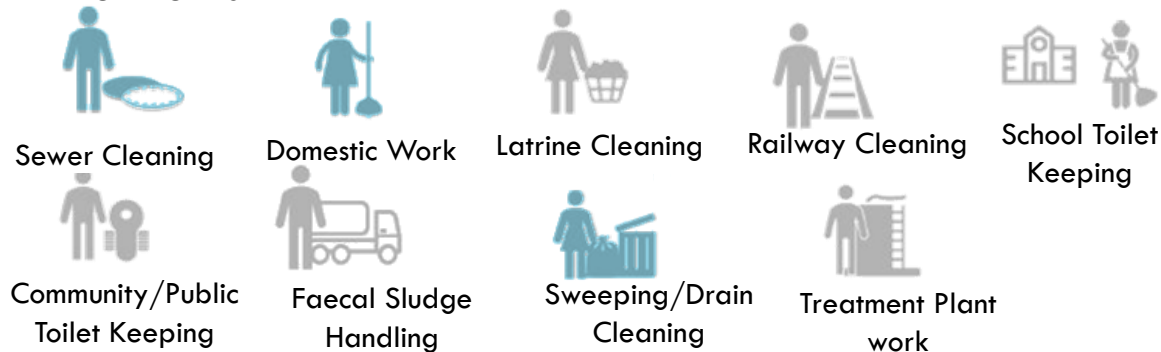 Sewer Cleaning
Domestic Work
Latrine Cleaning
Railway Cleaning
School Toilet
Keeping
Community/Public
Toilet Keeping
Faecal Sludge
Handling
Sweeping/Drain
Cleaning
Treatment Plant
work